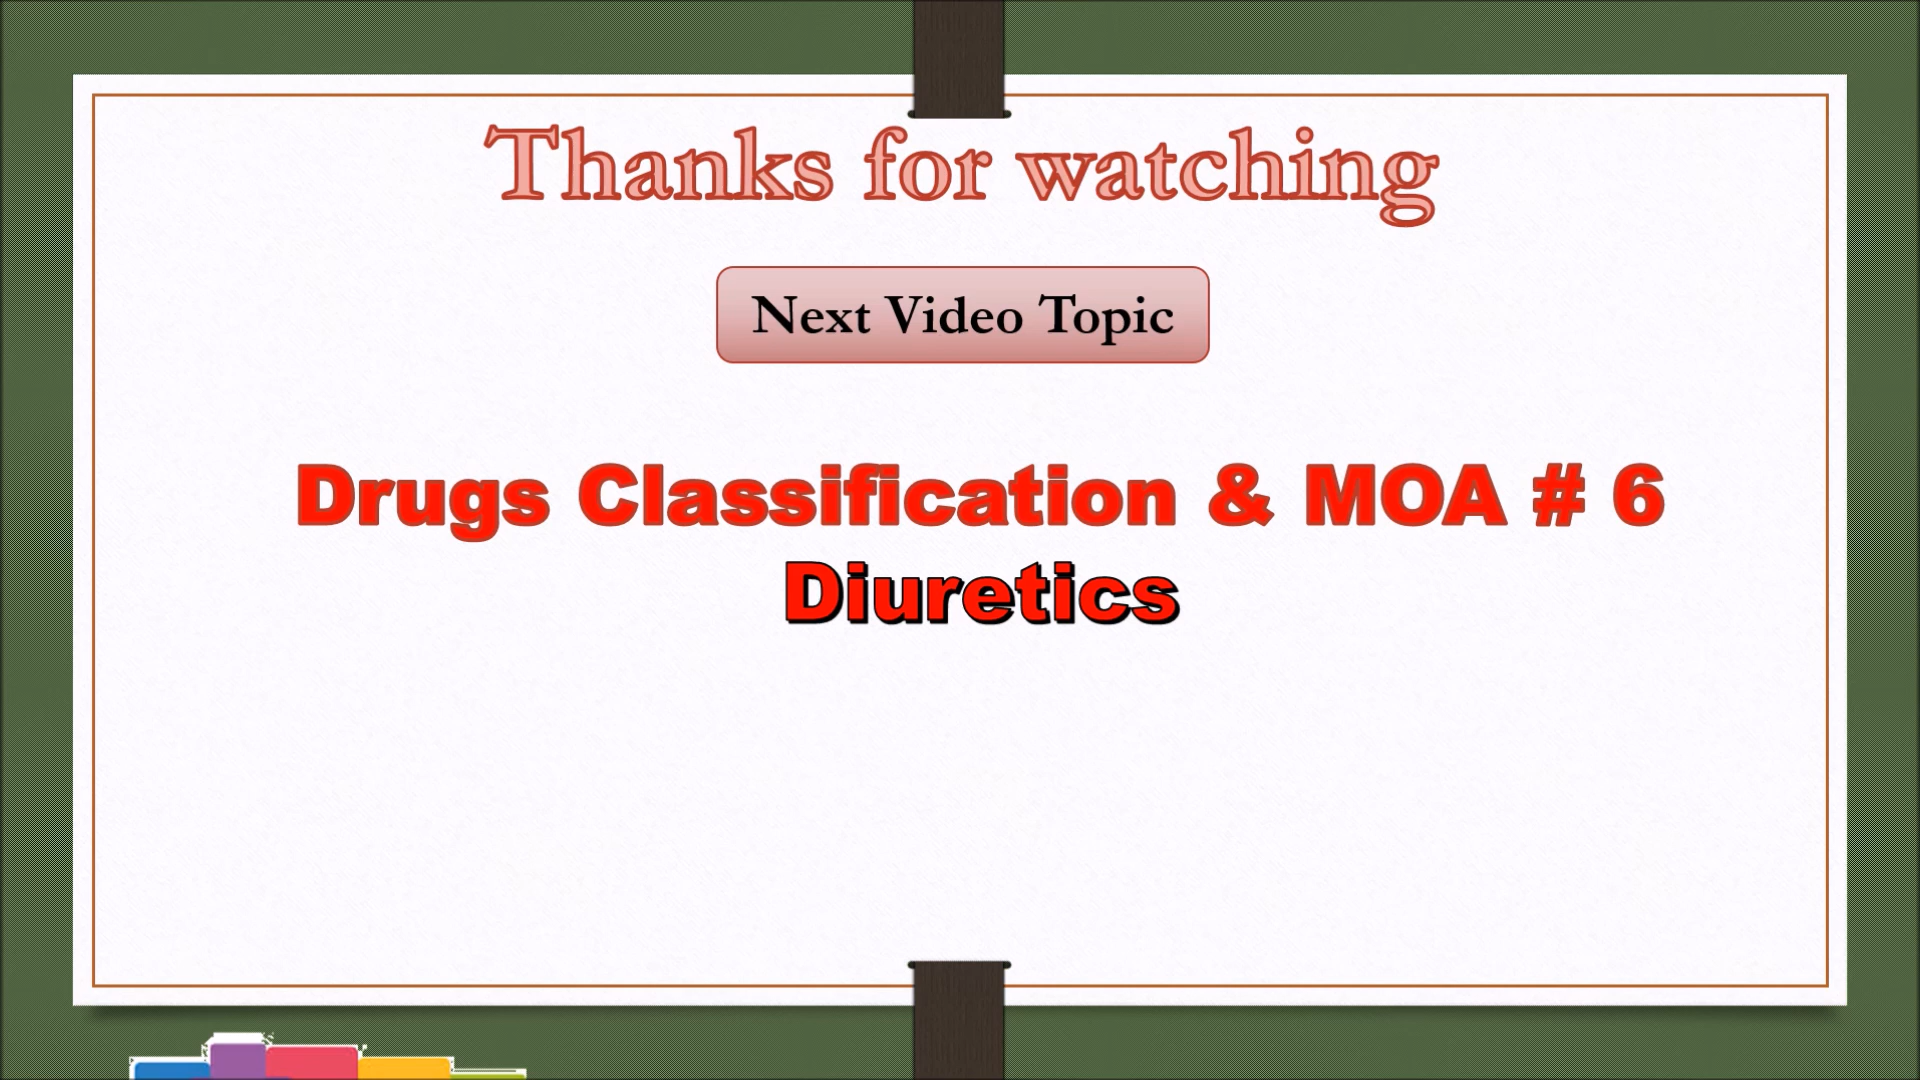 Thanks for watching
Next Video Topic
Drugs Classification & MOA # 6
Diuretics